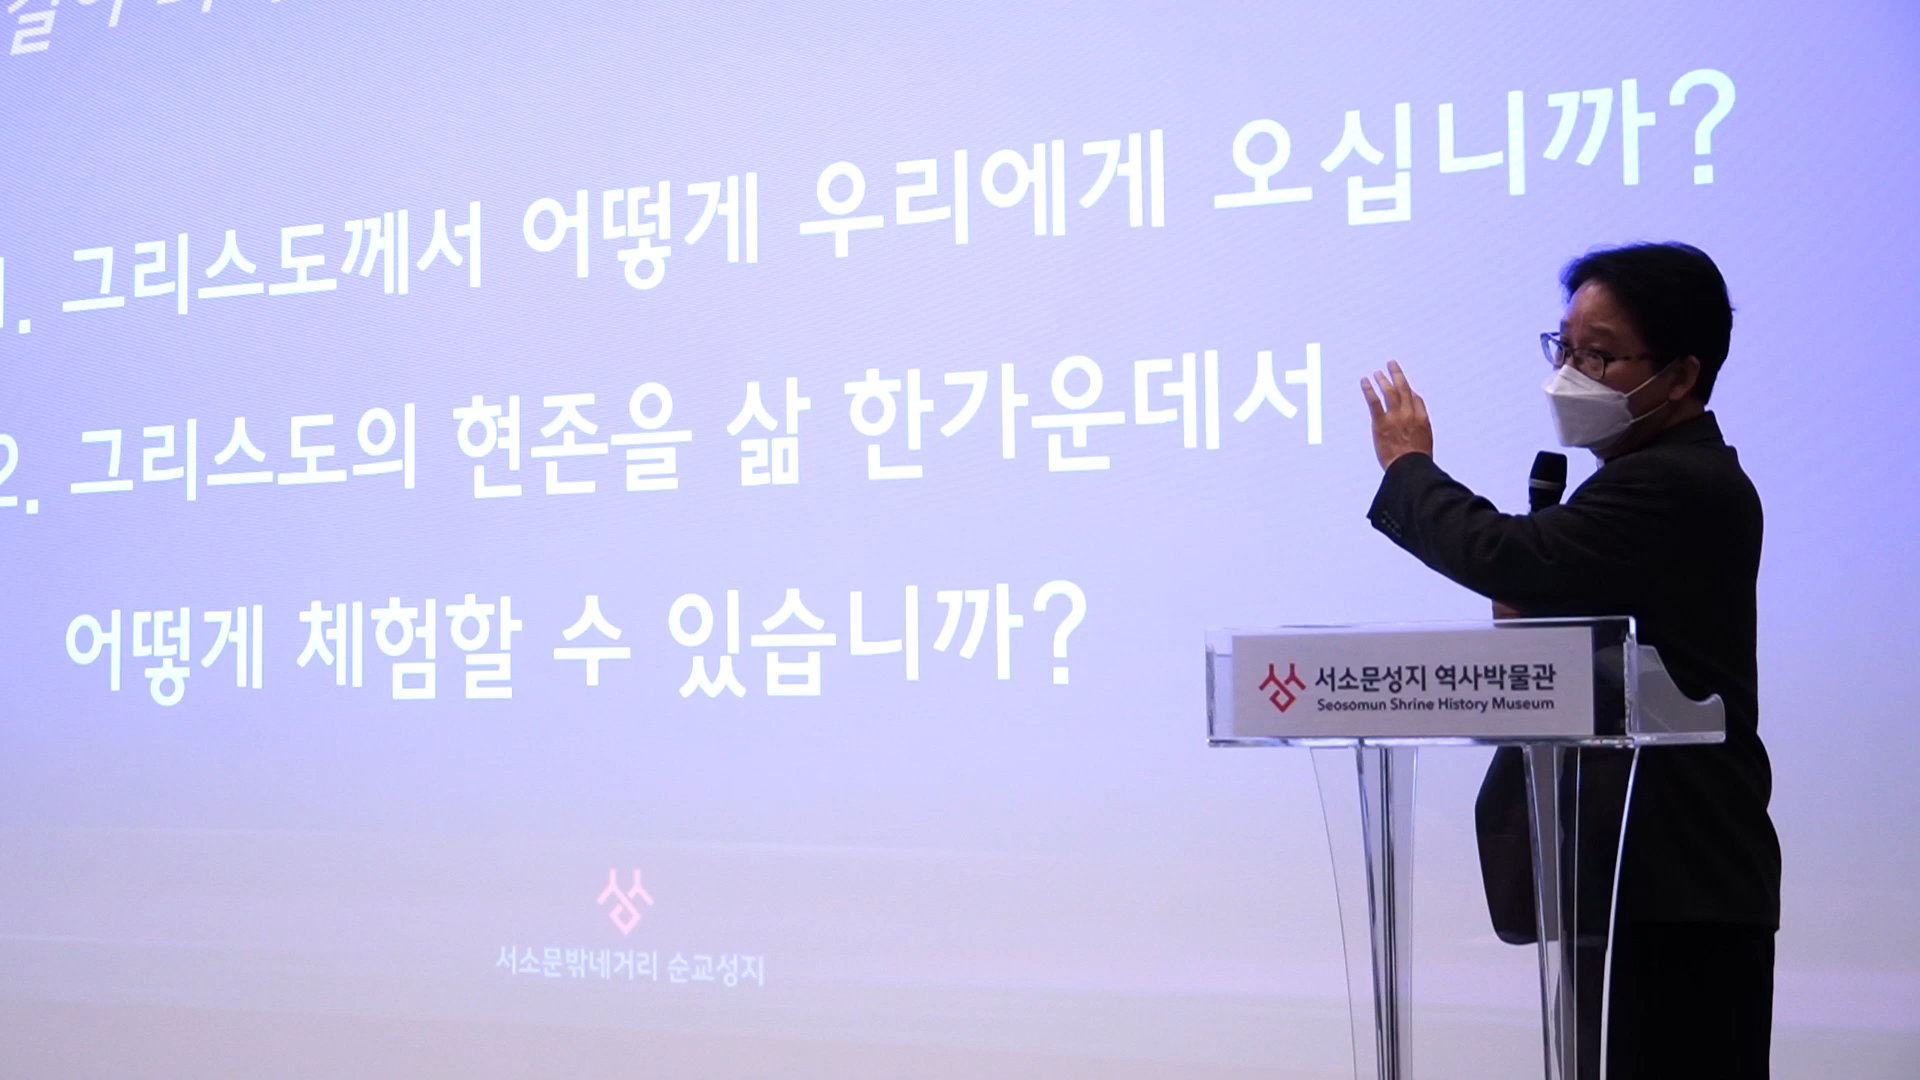 1. 그리스도께서 어떻게 우리에게 오십니까?
2. 그리스도의 현존을 삶 한가운데서
어떻게 체험할 수 있습니까?
서소문성지 역사박물관
Seosomun Shrine History Museum
서소문밖네거리 순교성지